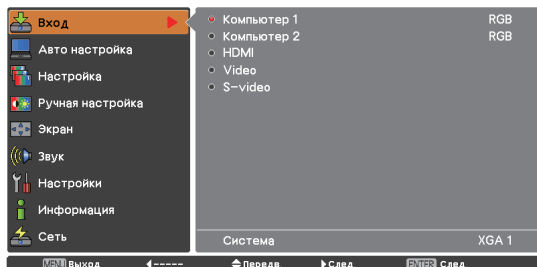 Вход
Авто настройка
Настройка
Ручная настройка
Экран
Звук
Настройки
Информация
Сеть
Компьютер 1 RGB
Компьютер 2 RGB
HDMI
Video
S-video
Система XGA 1
MENU Выход ----- Передв. След ENTER След